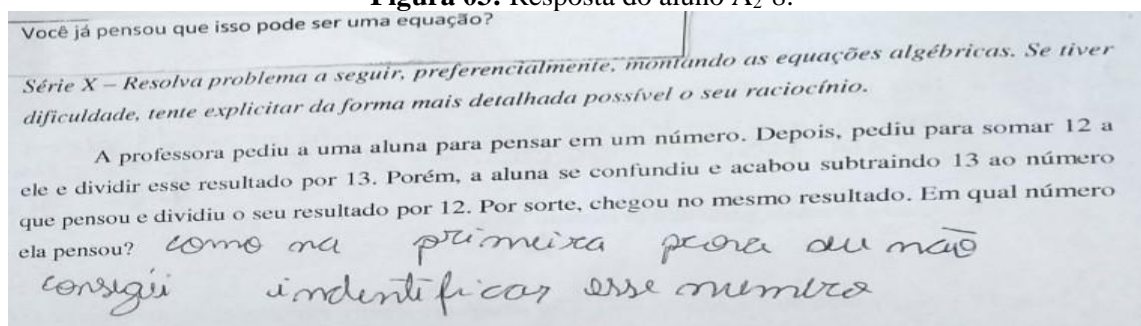 Figura 03: Resposta do aluno A₂ 8.
Você já pensou que isso pode ser uma equação?
Série X – Resolva problema a seguir, preferencialmente, montando as equações algébricas. Se tiver
dificuldade, tente explicitar da forma mais detalhada possível o seu raciocínio.
A professora pediu a uma aluna para pensar em um número. Depois, pediu para somar 12 a
ele e dividir esse resultado por 13. Porém, a aluna se confundiu e acabou subtraindo 13 ao número
que pensou e dividiu o seu resultado por 12. Por sorte, chegou no mesmo resultado. Em qual número
ela pensou? como na primeira prova eu não
consigui indentificar esse numero